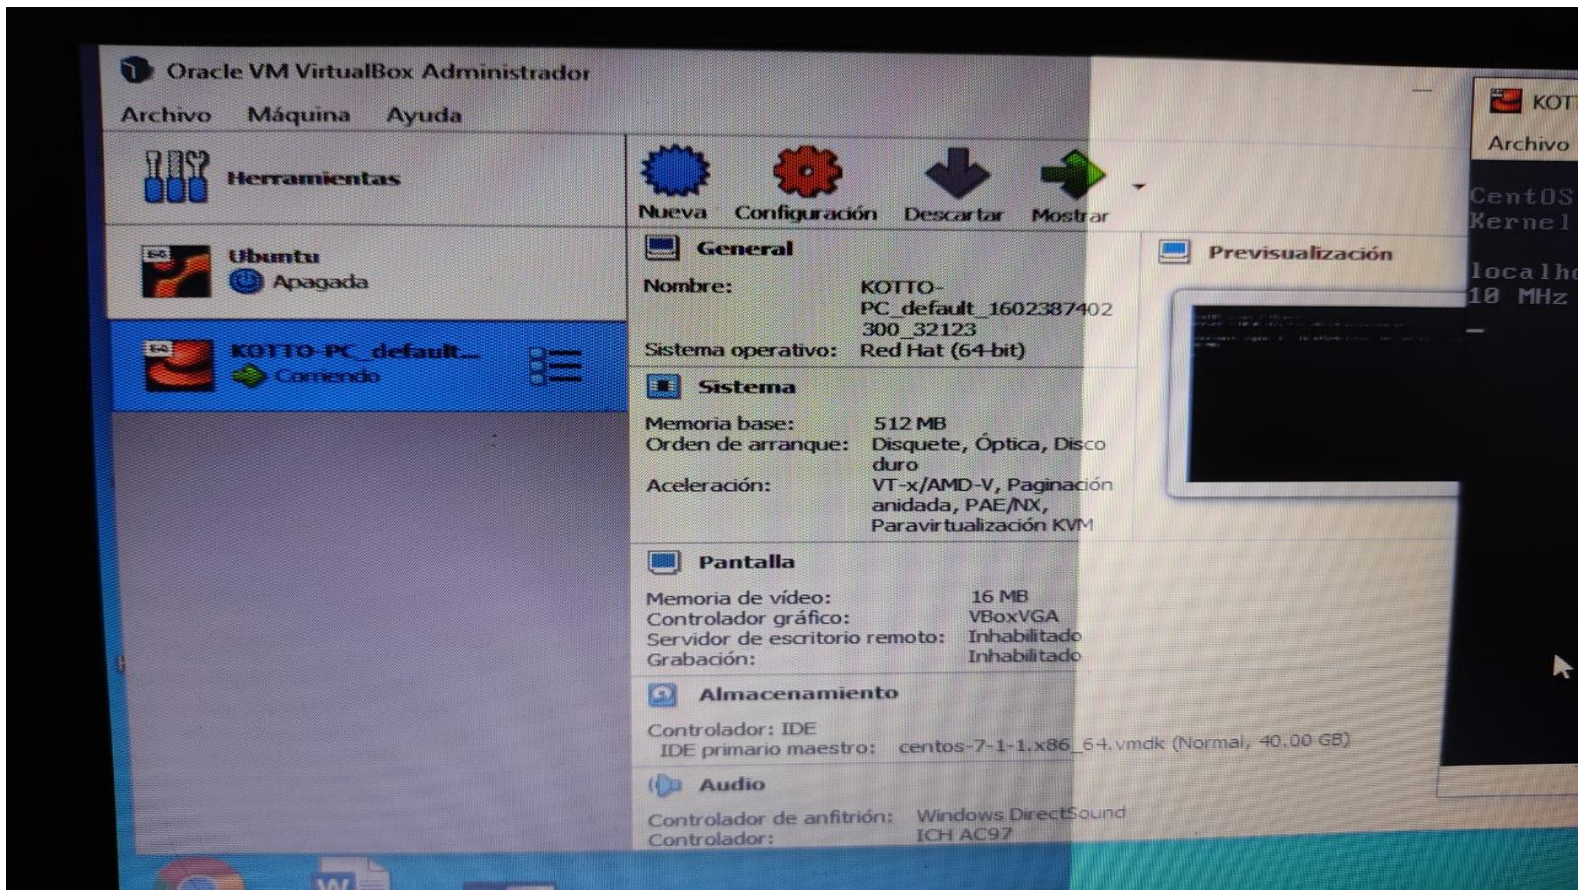 Oracle VM VirtualBox Administrador
Archivo Máquina Ayuda
Herramientas
Ubuntu
Apagada
KOTTO-PC_default...
Corriendo
Nueva Configuración Descartar Mostrar
General
Nombre: KOTTO-
PC_default_1602387402
300_32123
Sistema operativo: Red Hat (64-bit)
Sistema
Memoria base: 512 MB
Orden de arranque: Disquete, Óptica, Disco
duro
Aceleración: VT-x/AMD-V, Paginación
anidada, PAE/NX,
Paravirtualización KVM
Pantalla
Memoria de vídeo: 16 MB
Controlador gráfico: VBoxVGA
Servidor de escritorio remoto: Inhabilitado
Grabación: Inhabilitado
Almacenamiento
Controlador: IDE
IDE primario maestro: centos-7-1-1.x86_64.vmdk (Normal, 40.00 GB)
Audio
Controlador de anfitrión: Windows DirectSound
Controlador: ICH AC97
Previsualización
KOT
Archivo
CentOS
Kernel
localho
10 MHz
W